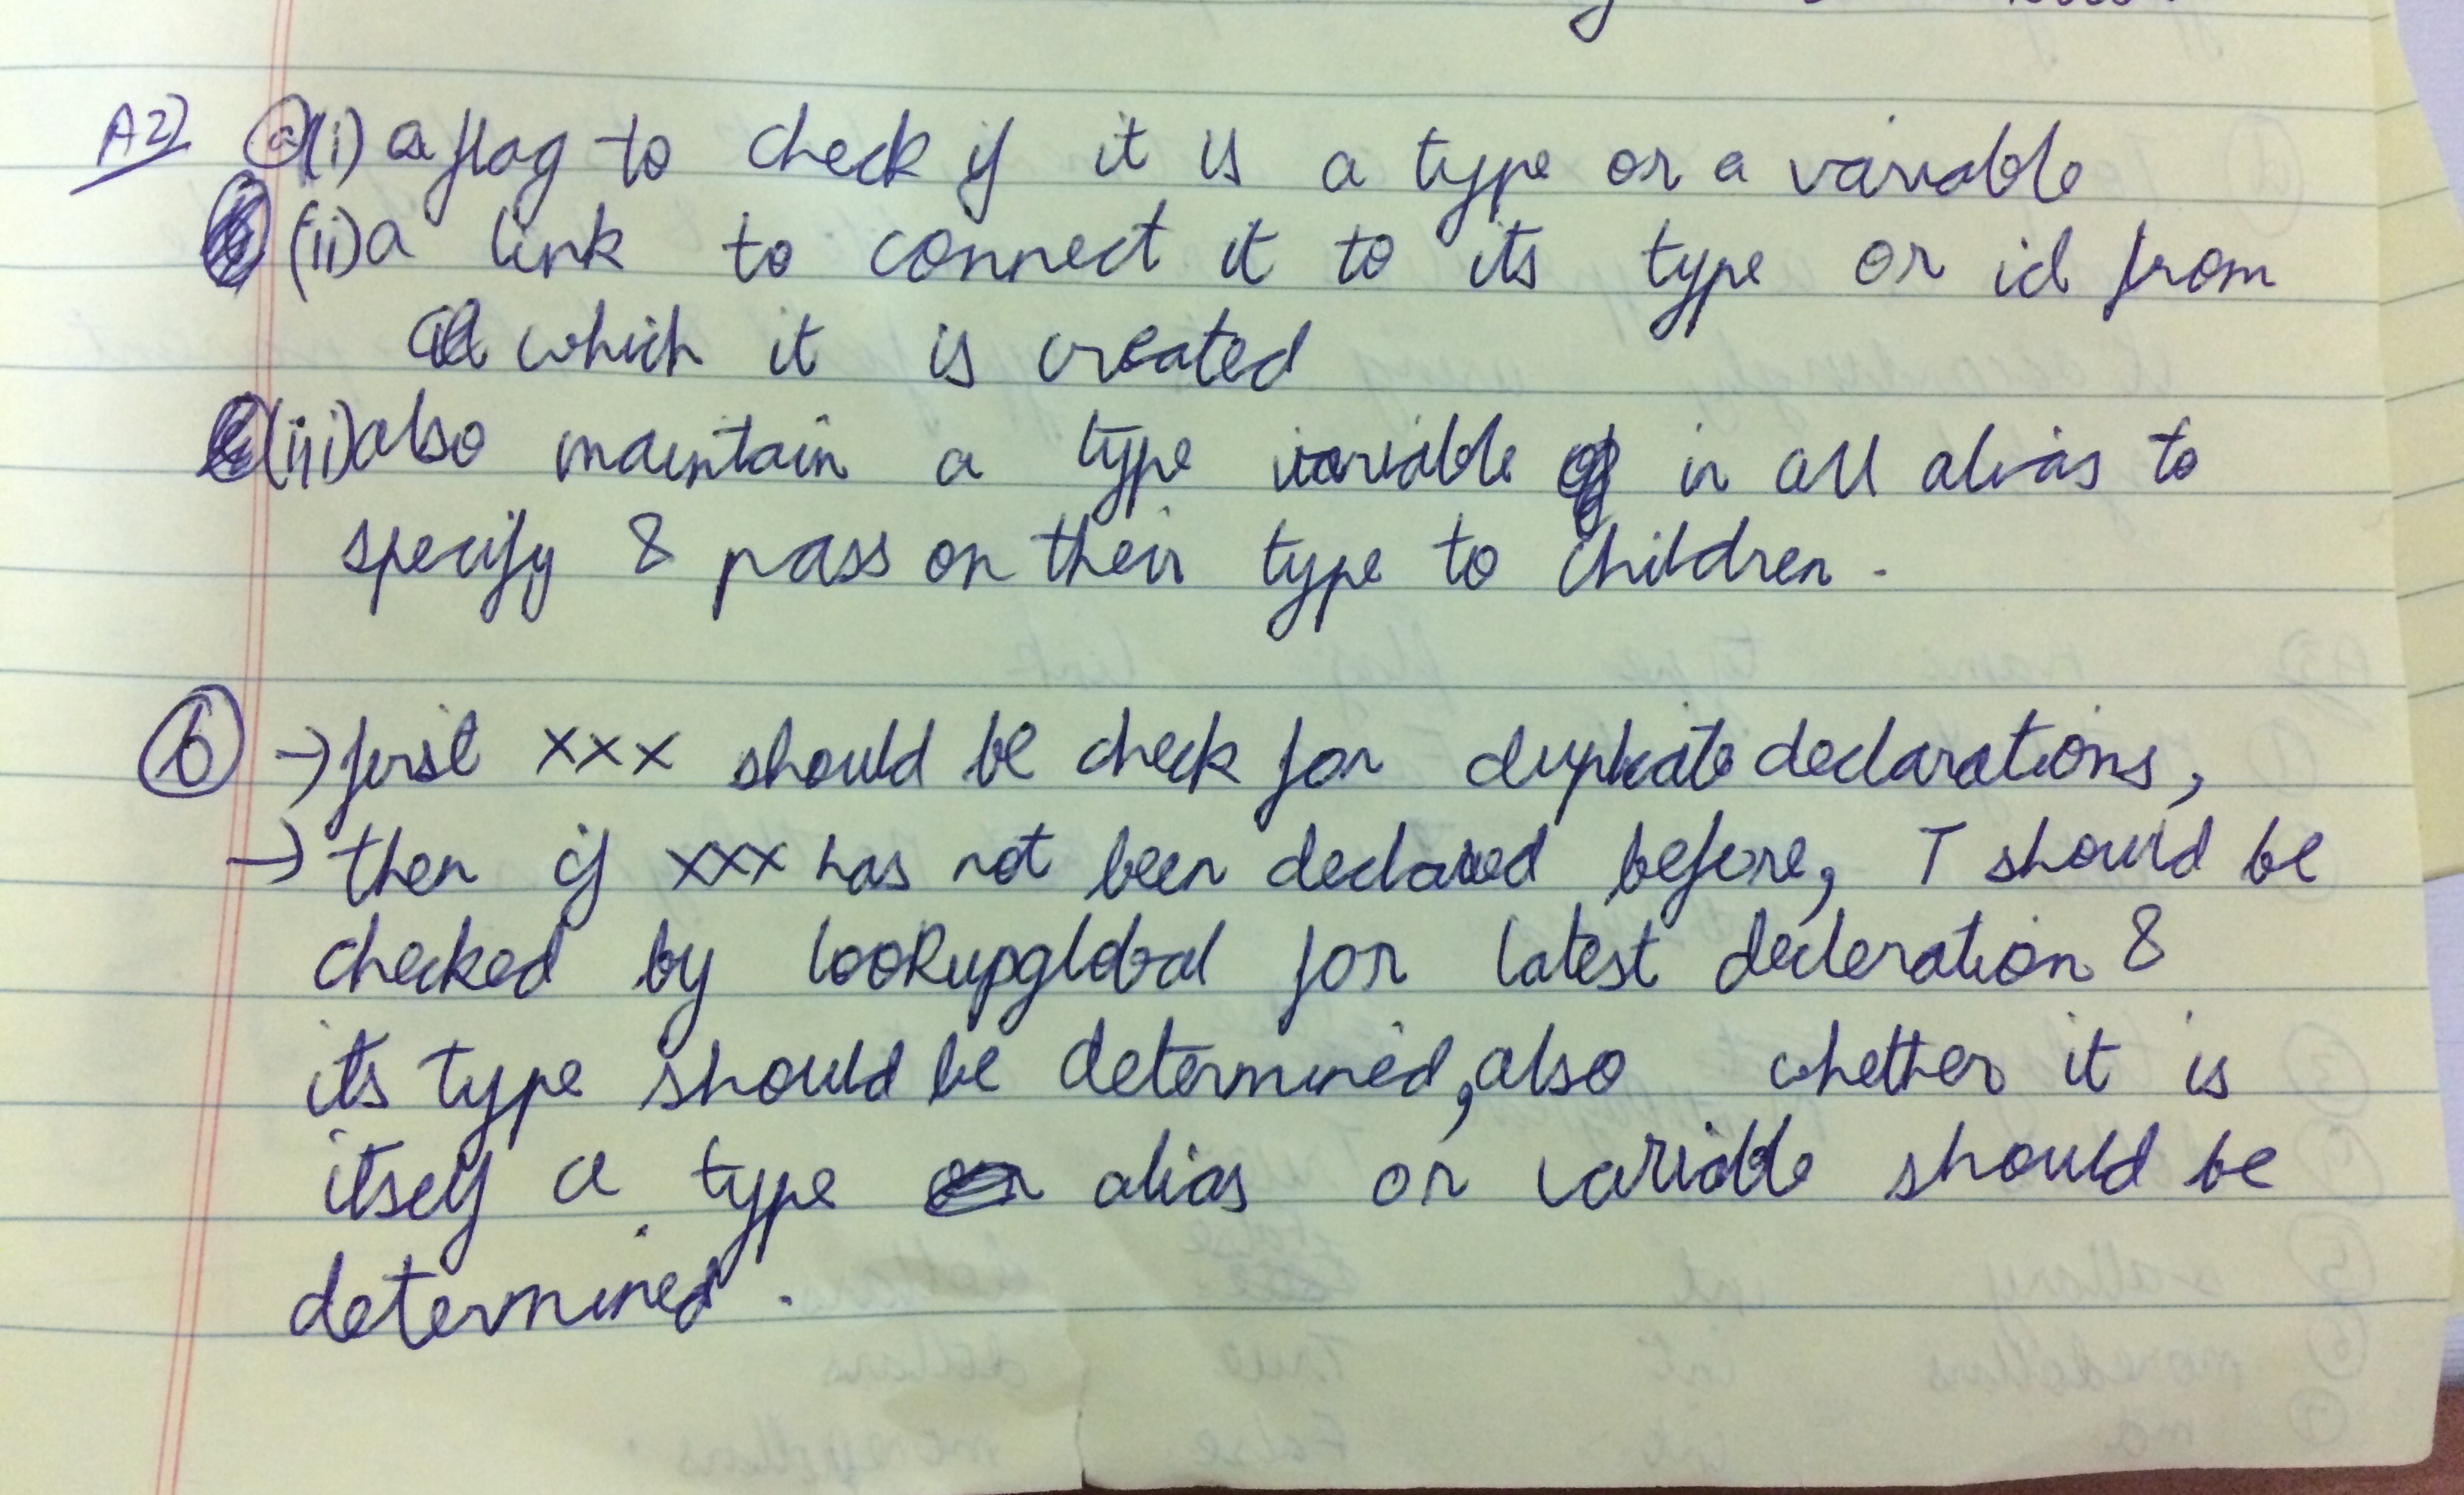 A2) a(i) a flag to check if it is a type or a variable
(ii) a link to connect it to its type or id from
which it is created
(iii) also maintain a type variable in all alias to
specify & pass on their type to children.
b → first xxx should be check for duplicate declarations,
→ then if xxx has not been declared before, T should be
checked by lookupglobal for latest decleration &
its type should be determined, also whether it is
itself a type alias or variable should be
determined.